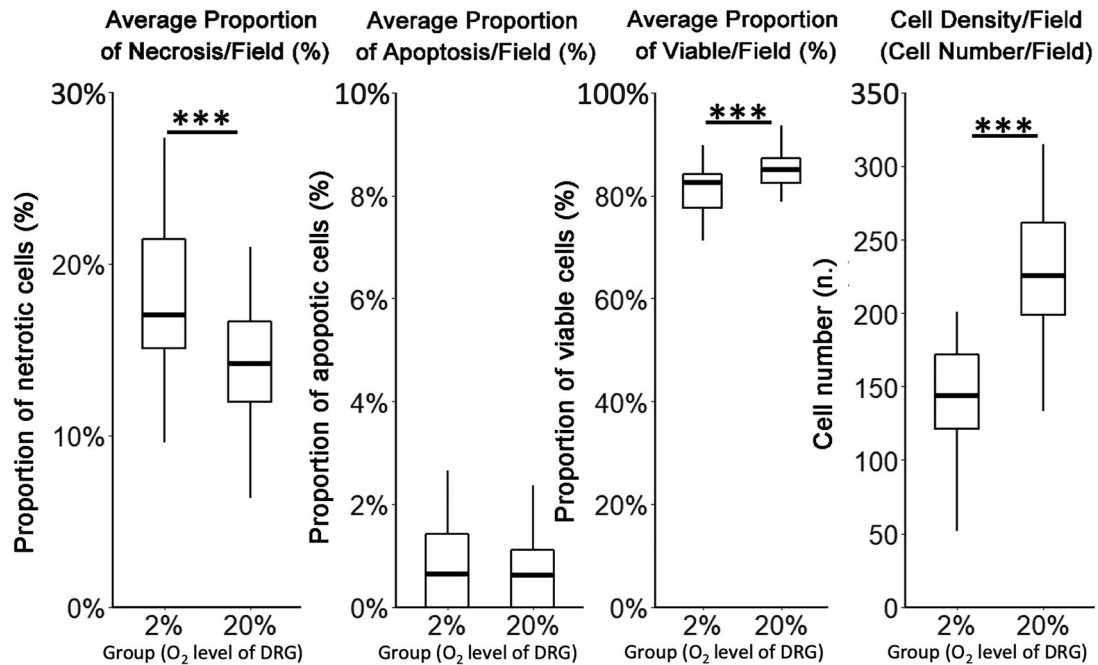 Average Proportion
of Necrosis/Field (%)
Proportion of netrotic cells (%)
30%
20%
10%
0%
***
2%
20%
Group (O₂ level of DRG)
Average Proportion
of Apoptosis/Field (%)
Proportion of apopotic cells (%)
10%
8%
6%
4%
2%
0%
2%
20%
Group (O₂ level of DRG)
Average Proportion
of Viable/Field (%)
Proportion of viable cells (%)
100%
80%
60%
40%
20%
0%
***
2%
20%
Group (O₂ level of DRG)
Cell Density/Field
(Cell Number/Field)
Cell number (n.)
350
300
250
200
150
100
50
0
***
2%
20%
Group (O₂ level of DRG)